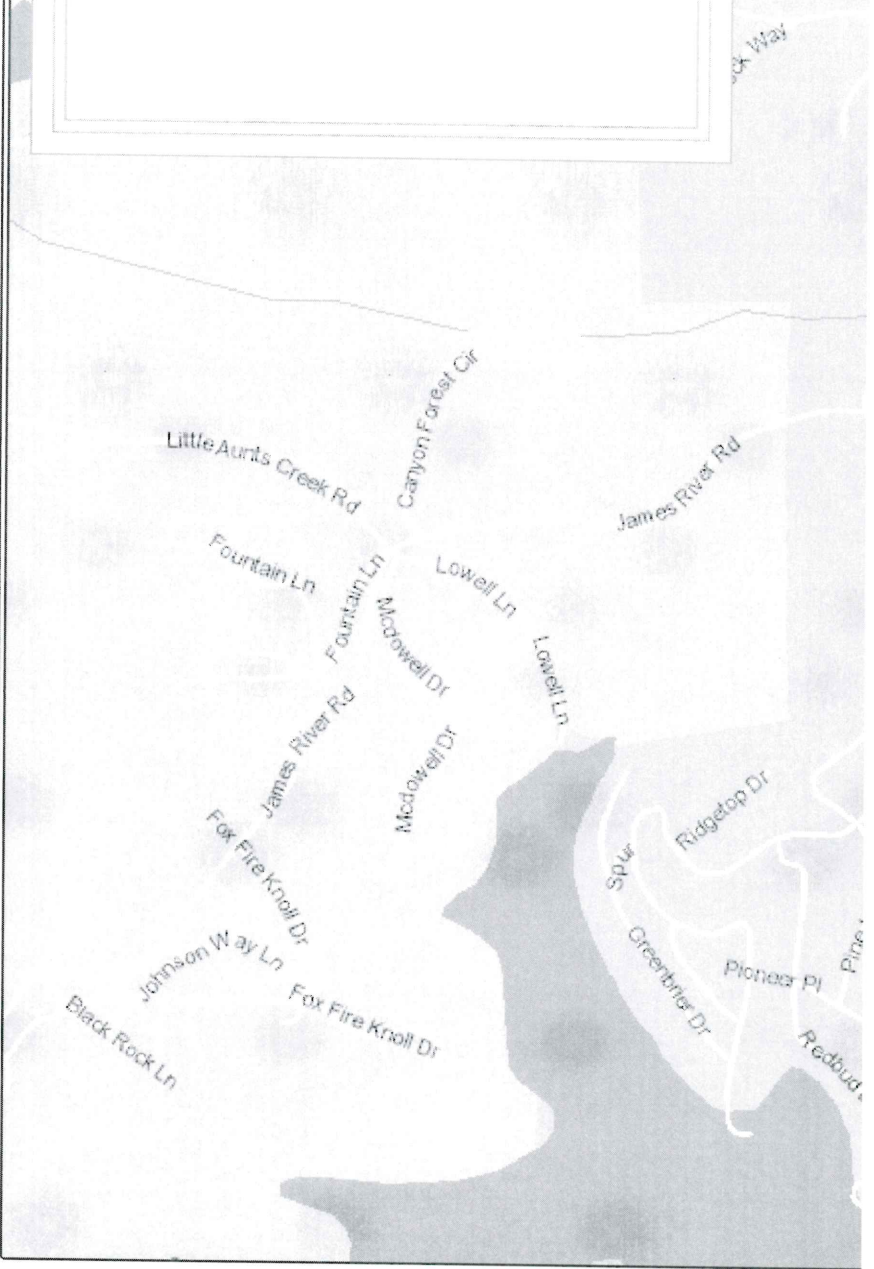 ck Way
Canyon Forest Cir
Little Aunts Creek Rd
James River Rd
Fountain Ln
Fountain Ln
Lowell Ln
Mcdowell Dr
Lowell Ln
James River Rd
Mcdowell Dr
Ridgetop Dr
Fox Fire Knoll Dr
Spur
Johnson Way Ln
Greenbrier Dr
Pioneer Pl
Pine
Fox Fire Knoll Dr
Black Rock Ln
Redbud